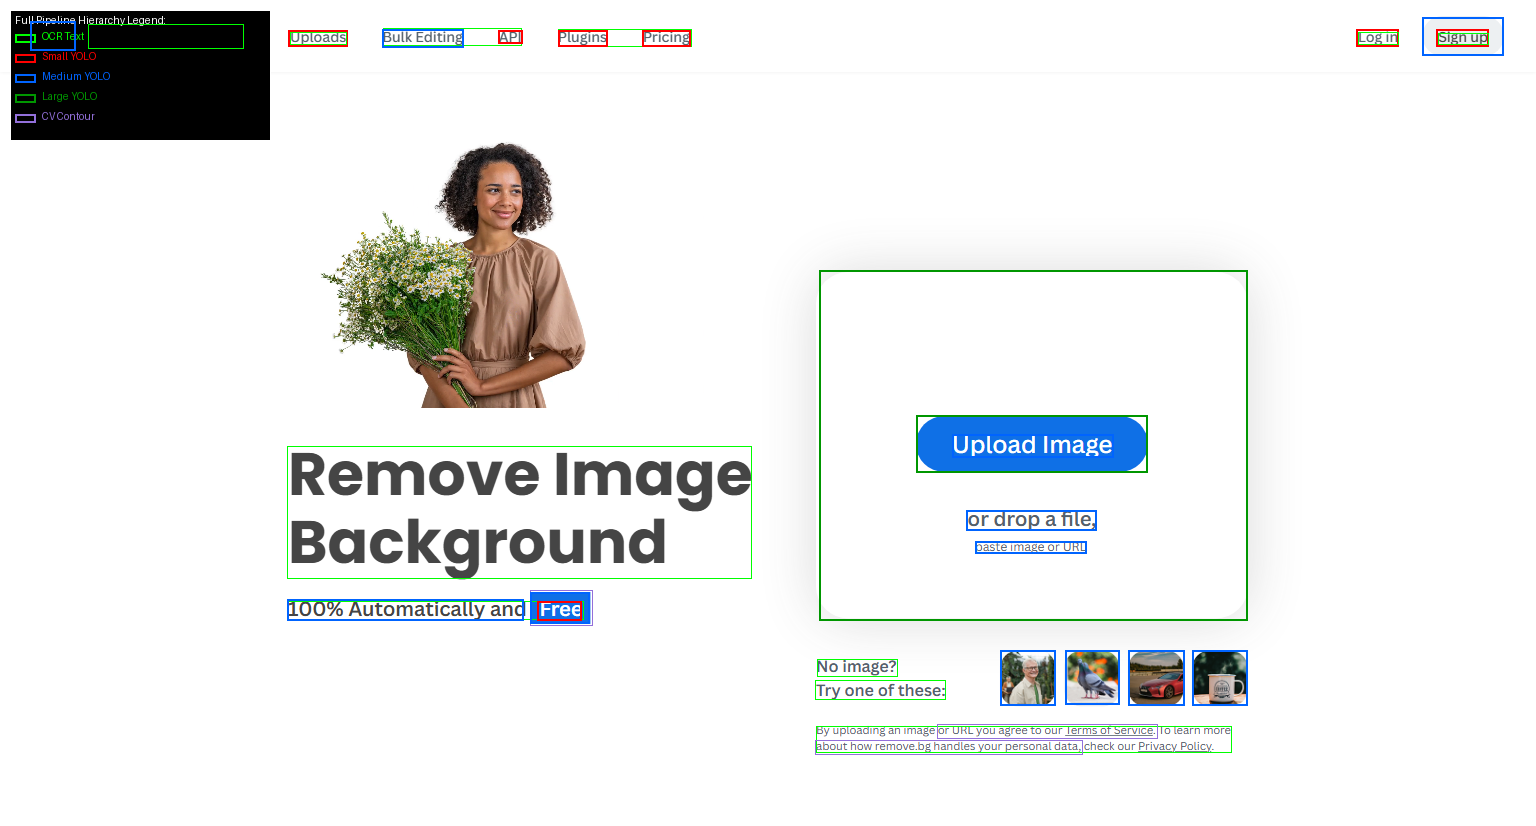 Full Pipeline Hierarchy Legend:
OCR Text
Small YOLO
Medium YOLO
Large YOLO
CV Contour
Uploads Bulk Editing API Plugins Pricing Log in Sign up
Remove Image
Background
100% Automatically and Free
Upload Image
or drop a file,
paste image or URL
No image?
Try one of these:
By uploading an image or URL you agree to our Terms of Service. To learn more
about how remove.bg handles your personal data, check our Privacy Policy.